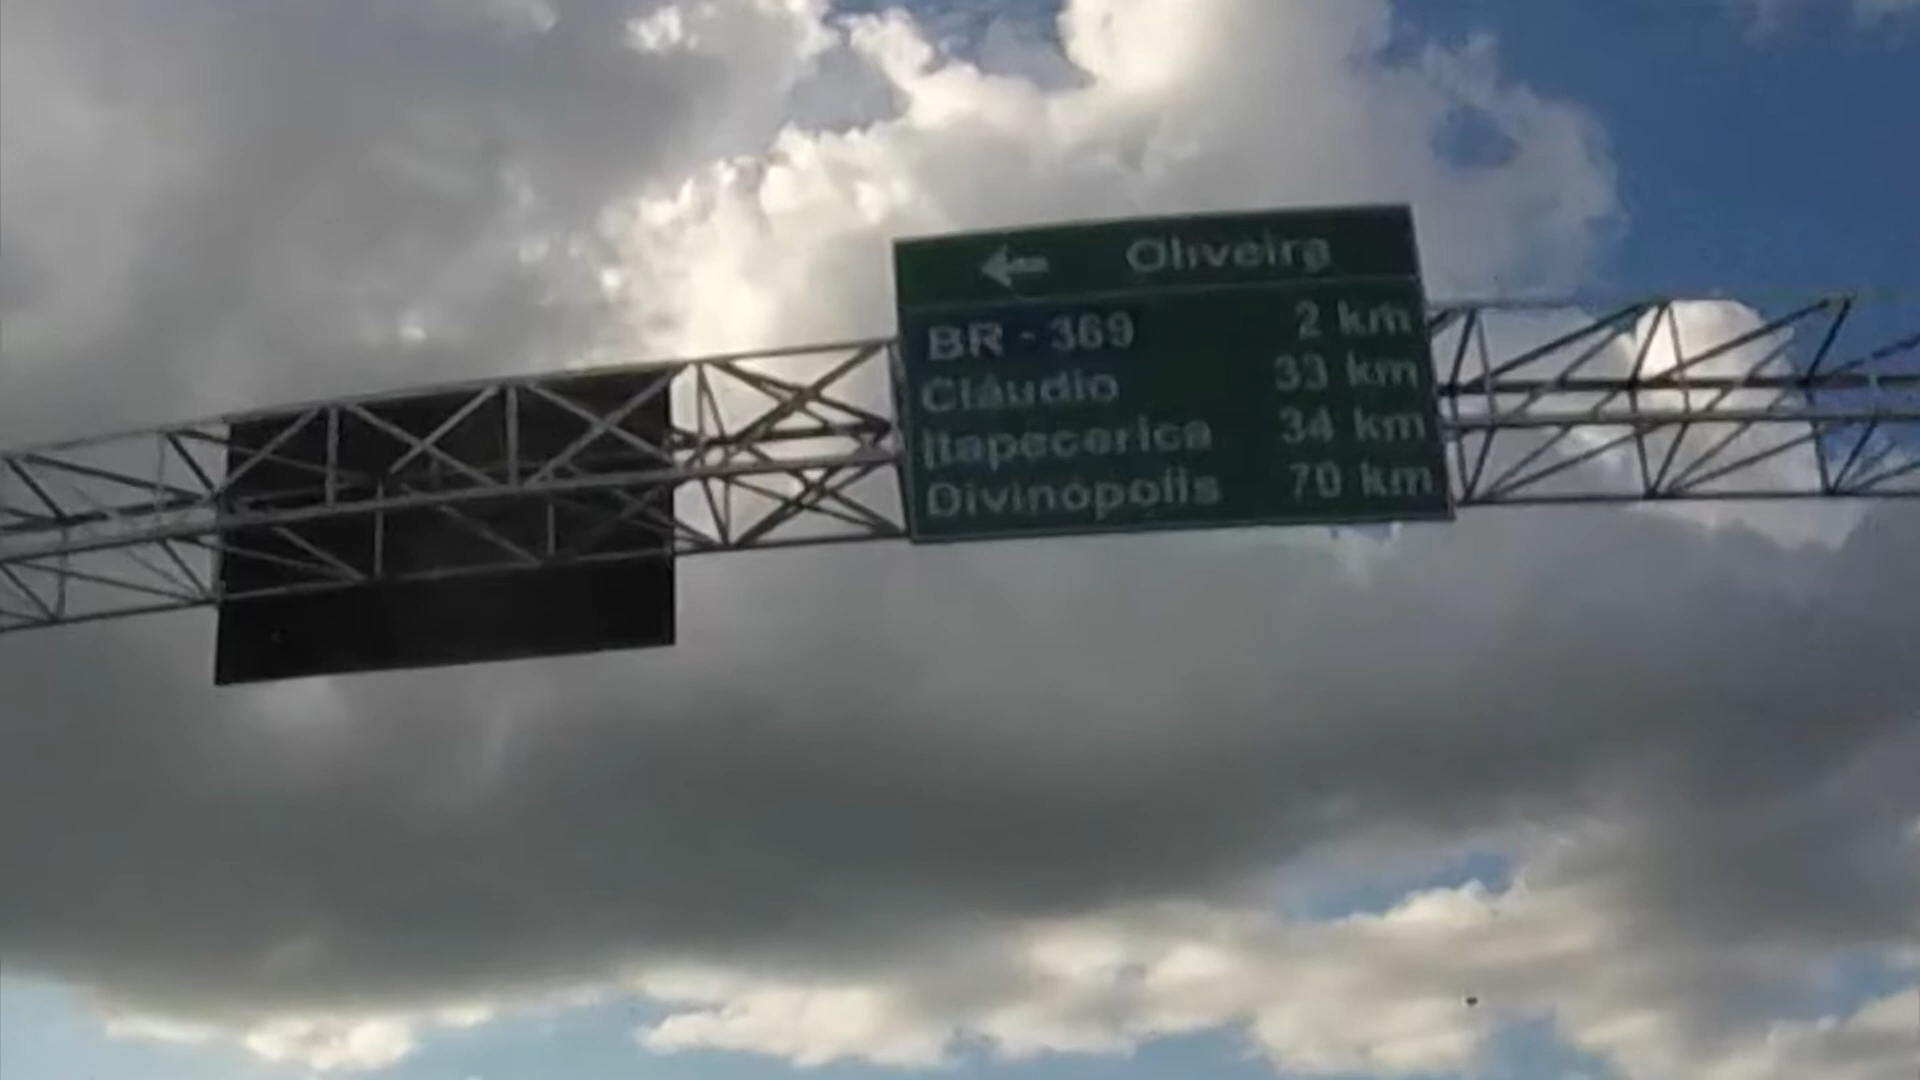 ← Oliveira
BR - 369 2 km
Cláudio 33 km
Itapecerica 34 km
Divinópolis 70 km